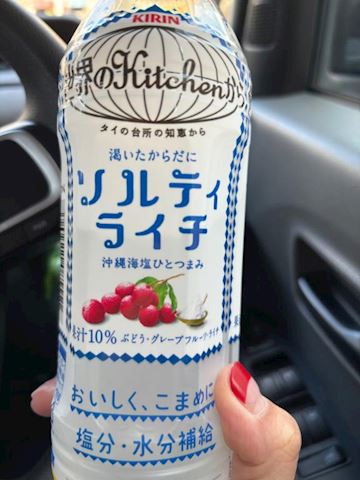 KIRIN
世界のKitchenから
タイの台所の知恵から
渇いたからだに
ソルティ
ライチ
沖縄海塩ひとつまみ
果汁10% ぶどう・グレープフルーツ・ライチ
おいしく、こまめに
塩分・水分補給